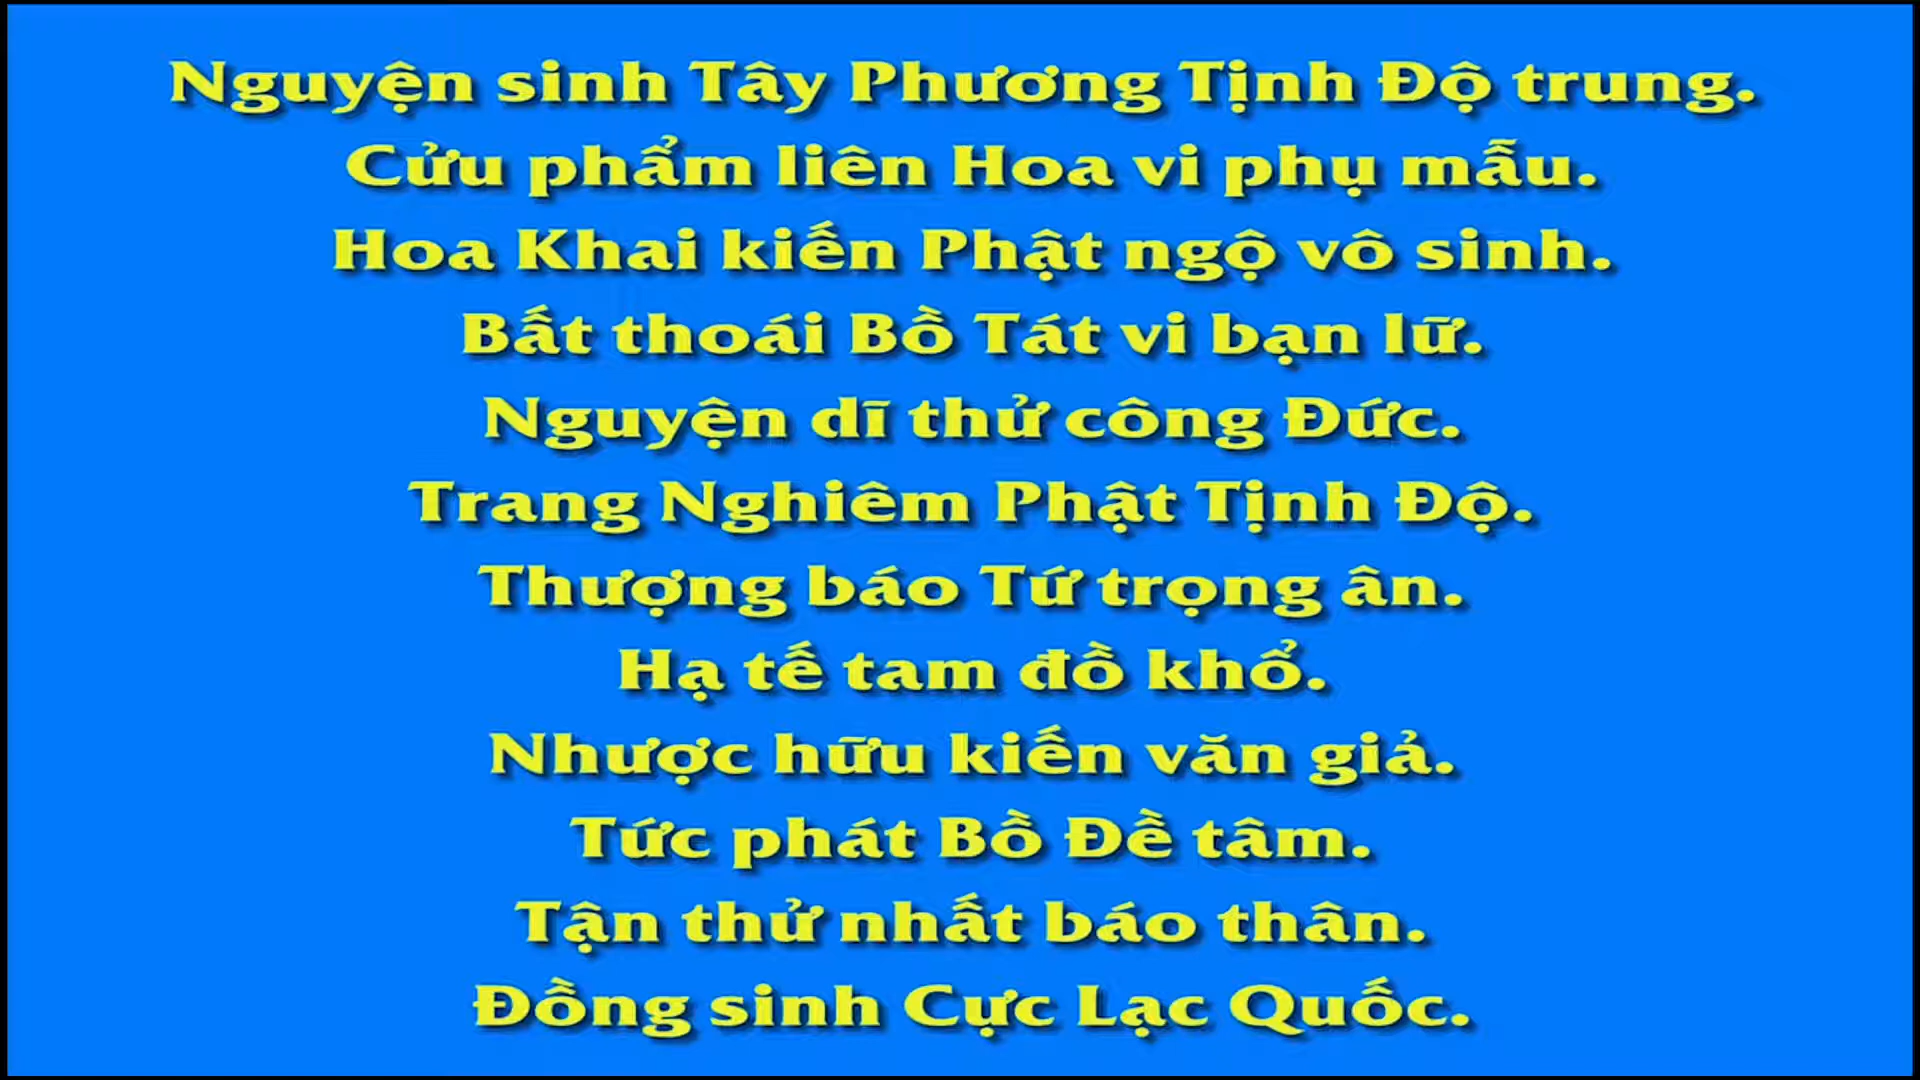 Nguyện sinh Tây Phương Tịnh Độ trung.
Cửu phẩm liên Hoa vi phụ mẫu.
Hoa Khai kiến Phật ngộ vô sinh.
Bất thoái Bồ Tát vi bạn lữ.
Nguyện dĩ thử công Đức.
Trang Nghiêm Phật Tịnh Độ.
Thượng báo Tứ trọng ân.
Hạ tế tam đồ khổ.
Nhược hữu kiến văn giả.
Tức phát Bồ Đề tâm.
Tận thử nhất báo thân.
Đồng sinh Cực Lạc Quốc.